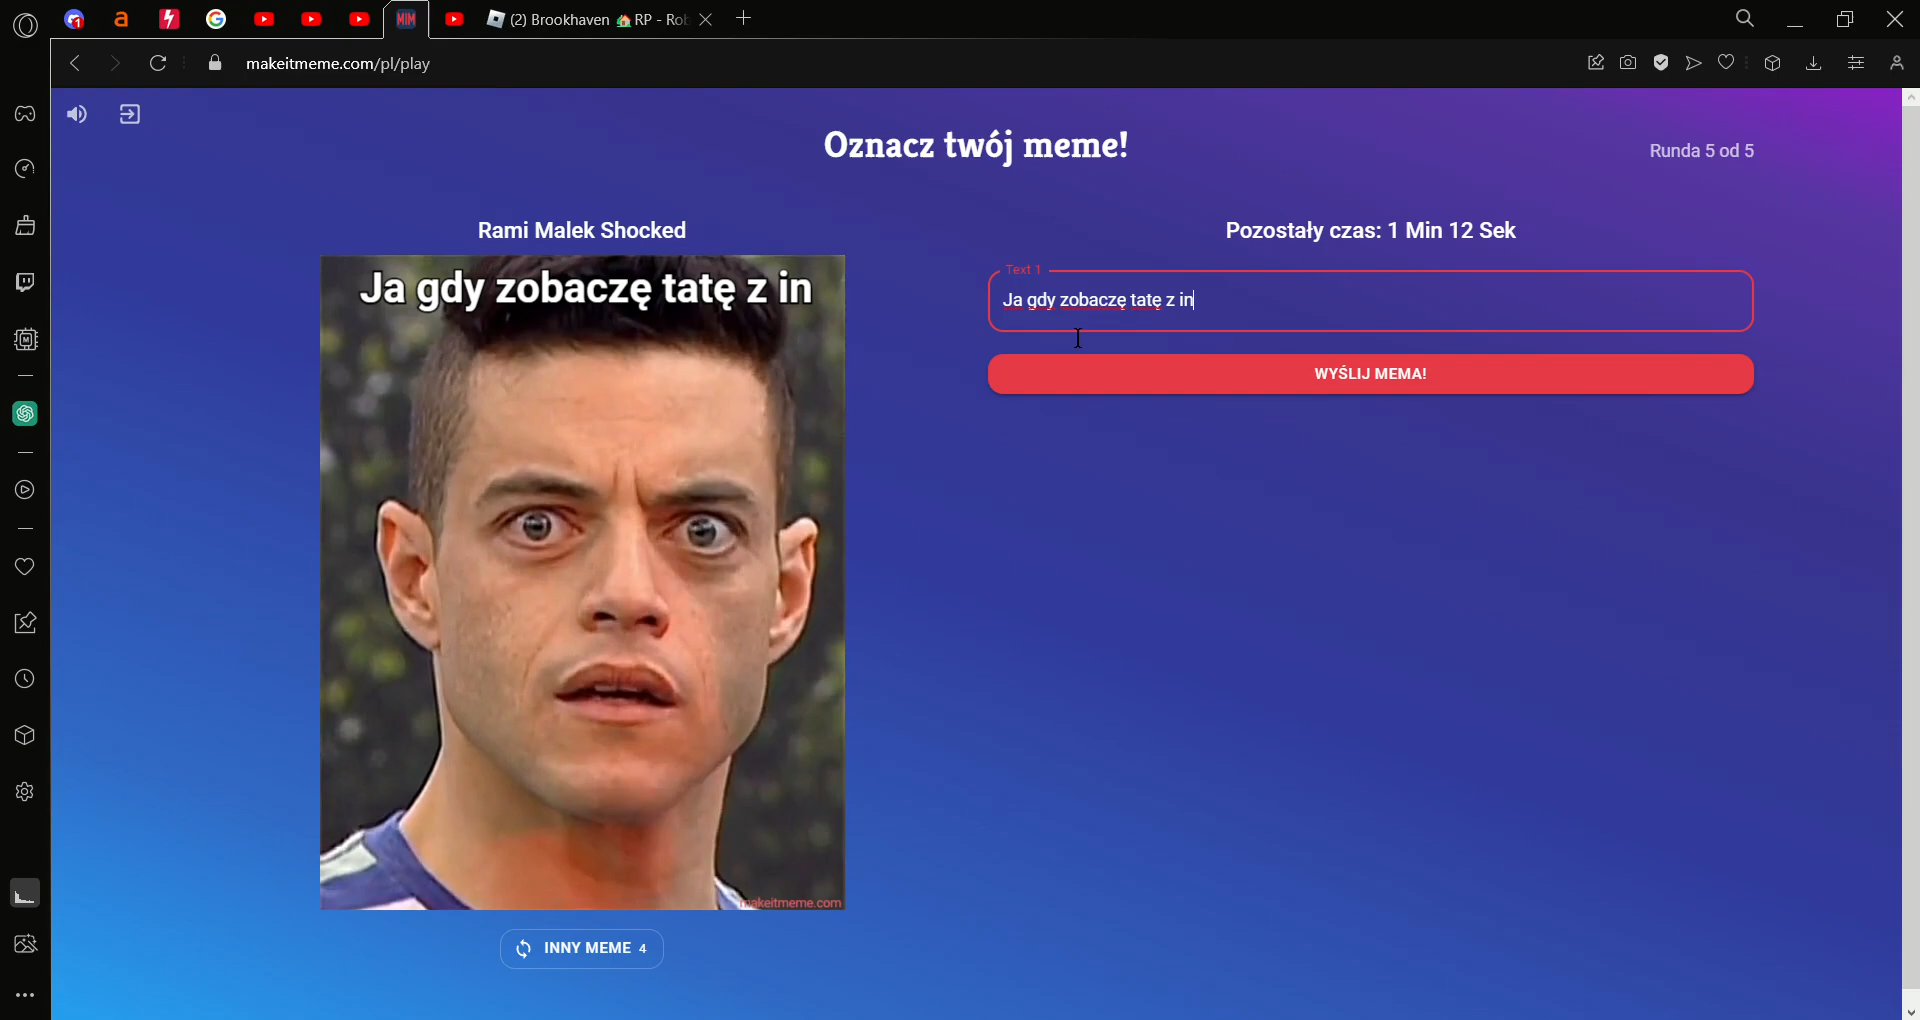 MIM
(2) Brookhaven 🏡RP - Rob
makeitmeme.com/pl/play
Oznacz twój meme!
Runda 5 od 5
Rami Malek Shocked
Pozostały czas: 1 Min 12 Sek
Ja gdy zobaczę tatę z in
Text 1
Ja gdy zobaczę tatę z in
WYŚLIJ MEMA!
makeitmeme.com
INNY MEME 4